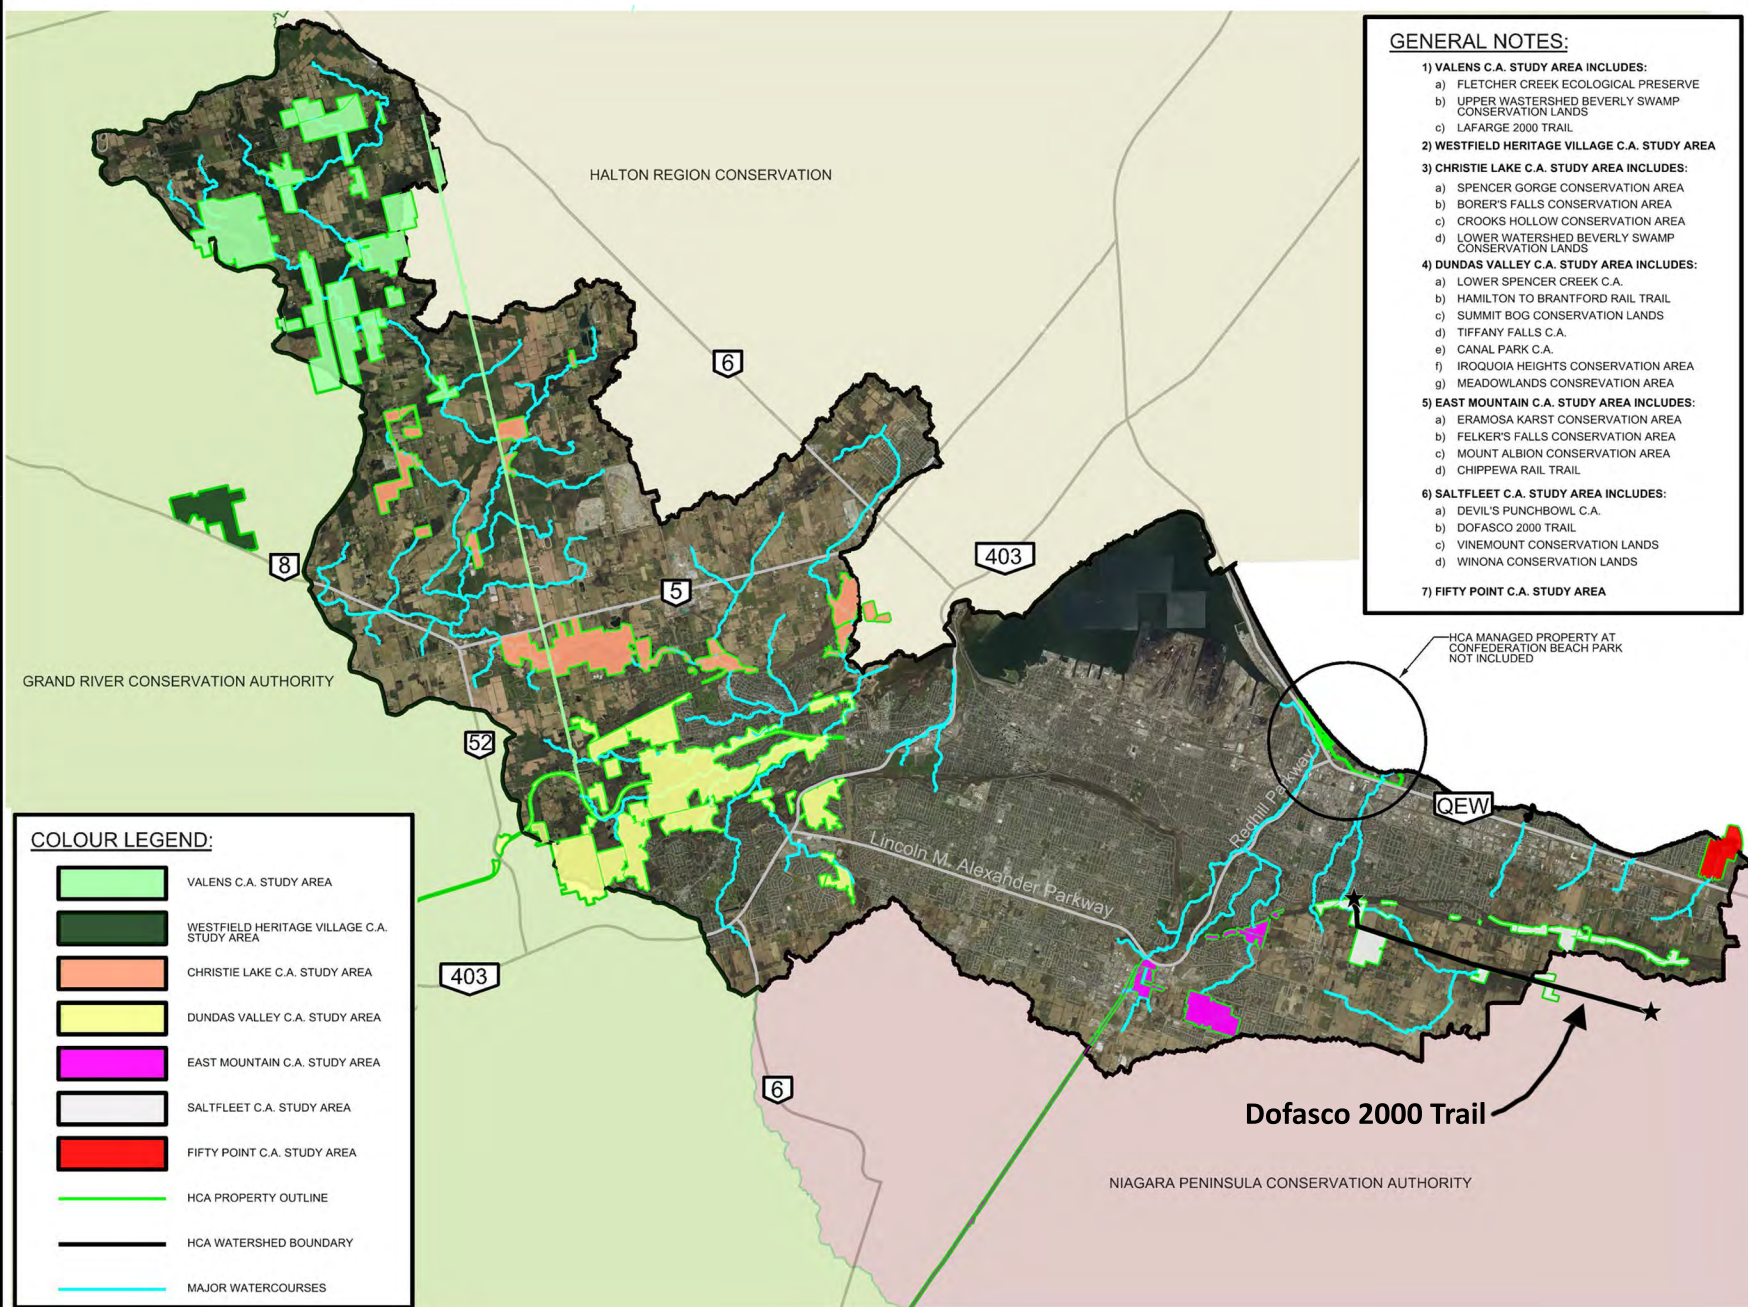 GENERAL NOTES:
1) VALENS C.A. STUDY AREA INCLUDES:
a) FLETCHER CREEK ECOLOGICAL PRESERVE
b) UPPER WASTERSHED BEVERLY SWAMP
CONSERVATION LANDS
c) LAFARGE 2000 TRAIL
2) WESTFIELD HERITAGE VILLAGE C.A. STUDY AREA
3) CHRISTIE LAKE C.A. STUDY AREA INCLUDES:
a) SPENCER GORGE CONSERVATION AREA
b) BORER'S FALLS CONSERVATION AREA
c) CROOKS HOLLOW CONSERVATION AREA
d) LOWER WATERSHED BEVERLY SWAMP
CONSERVATION LANDS
4) DUNDAS VALLEY C.A. STUDY AREA INCLUDES:
a) LOWER SPENCER CREEK C.A.
b) HAMILTON TO BRANTFORD RAIL TRAIL
c) SUMMIT BOG CONSERVATION LANDS
d) TIFFANY FALLS C.A.
e) CANAL PARK C.A.
f) IROQUOIA HEIGHTS CONSERVATION AREA
g) MEADOWLANDS CONSREVATION AREA
5) EAST MOUNTAIN C.A. STUDY AREA INCLUDES:
a) ERAMOSA KARST CONSERVATION AREA
b) FELKER'S FALLS CONSERVATION AREA
c) MOUNT ALBION CONSERVATION AREA
d) CHIPPEWA RAIL TRAIL
6) SALTFLEET C.A. STUDY AREA INCLUDES:
a) DEVIL'S PUNCHBOWL C.A.
b) DOFASCO 2000 TRAIL
c) VINEMOUNT CONSERVATION LANDS
d) WINONA CONSERVATION LANDS
7) FIFTY POINT C.A. STUDY AREA
HALTON REGION CONSERVATION
6
403
8
5
HCA MANAGED PROPERTY AT
CONFEDERATION BEACH PARK
NOT INCLUDED
GRAND RIVER CONSERVATION AUTHORITY
52
QEW
Redhill Parkway
Lincoln M. Alexander Parkway
403
6
Dofasco 2000 Trail
NIAGARA PENINSULA CONSERVATION AUTHORITY
COLOUR LEGEND:
VALENS C.A. STUDY AREA
WESTFIELD HERITAGE VILLAGE C.A.
STUDY AREA
CHRISTIE LAKE C.A. STUDY AREA
DUNDAS VALLEY C.A. STUDY AREA
EAST MOUNTAIN C.A. STUDY AREA
SALTFLEET C.A. STUDY AREA
FIFTY POINT C.A. STUDY AREA
HCA PROPERTY OUTLINE
HCA WATERSHED BOUNDARY
MAJOR WATERCOURSES